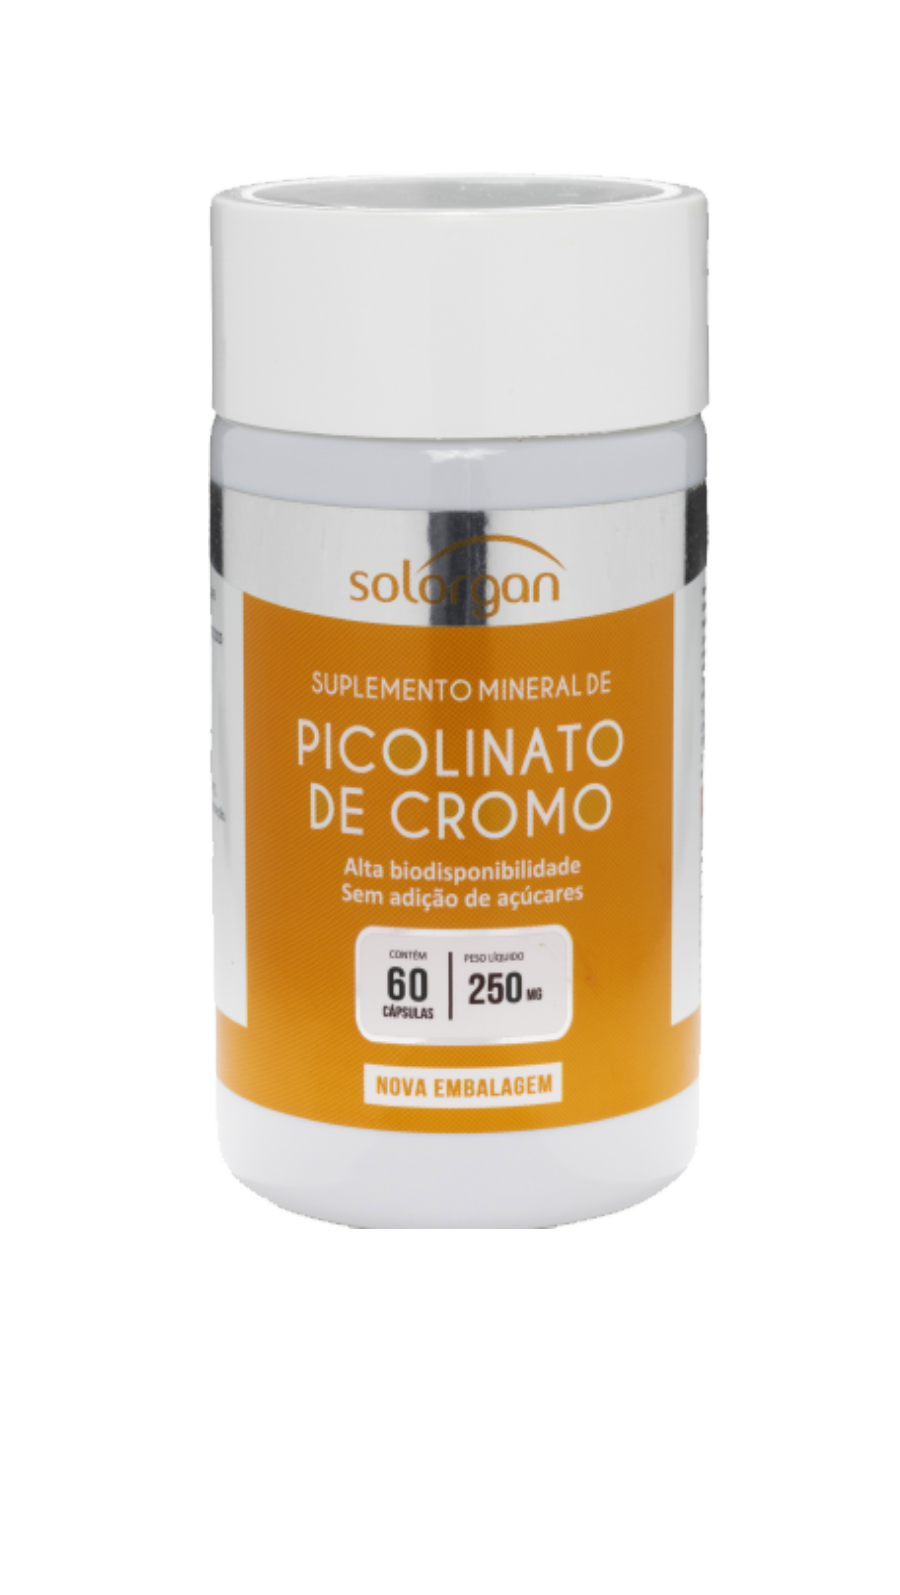 solorgan
SUPLEMENTO MINERAL DE
PICOLINATO
DE CROMO
Alta biodisponibilidade
Sem adição de açúcares
CONTÉM
60
CÁPSULAS
PESO LÍQUIDO
250 MG
NOVA EMBALAGEM